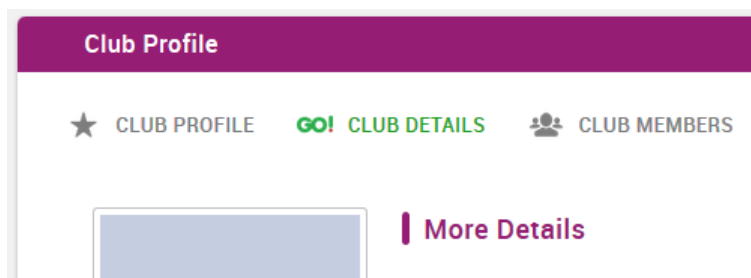 Club Profile
CLUB PROFILE GO! CLUB DETAILS CLUB MEMBERS
More Details